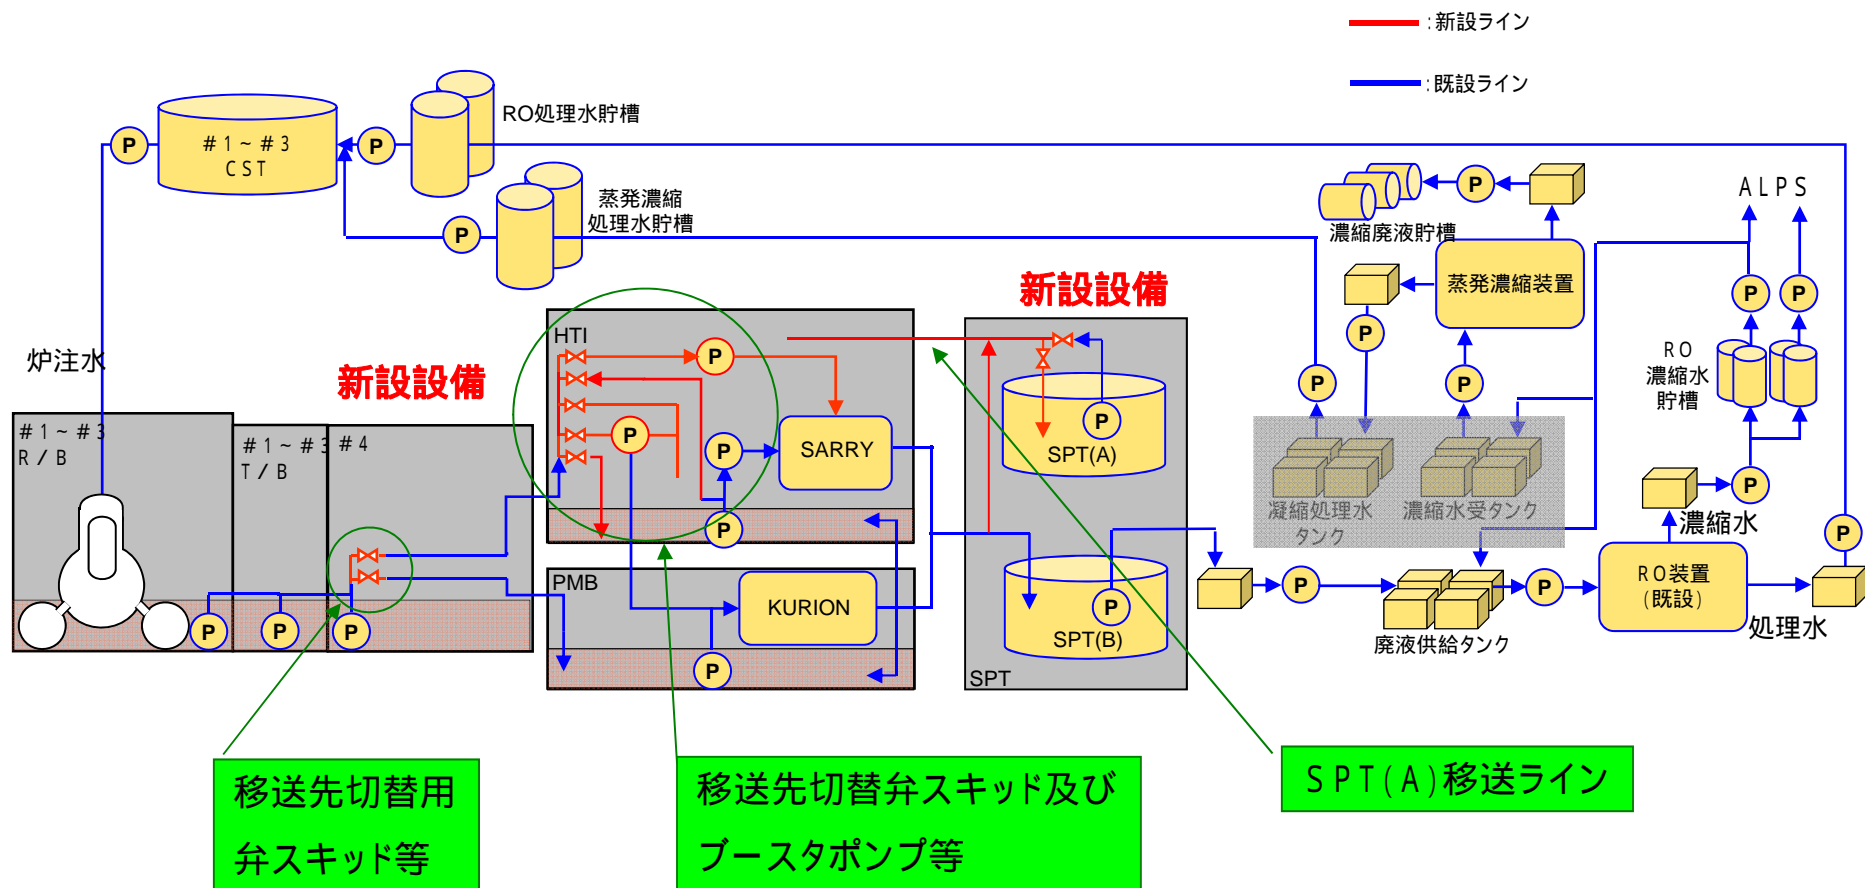 ：新設ライン
：既設ライン
P
#1~#3
CST
P
RO処理水貯槽
P
蒸発濃縮
処理水貯槽
P
濃縮廃液貯槽
ALPS
蒸発濃縮装置
P
P
P
P
P
RO
濃縮水
貯槽
炉注水
新設設備
新設設備
HTI
P
P
P
SARRY
P
P
SPT(A)
#1~#3
R/B
#1~#3
T/B
#4
P
P
P
PMB
KURION
P
P
SPT(B)
SPT
凝縮処理水
タンク
濃縮水受タンク
P
濃縮水
P
P
P
廃液供給タンク
RO装置
(既設)
処理水
移送先切替用
弁スキッド等
移送先切替弁スキッド及び
ブースタポンプ等
SPT(A)移送ライン